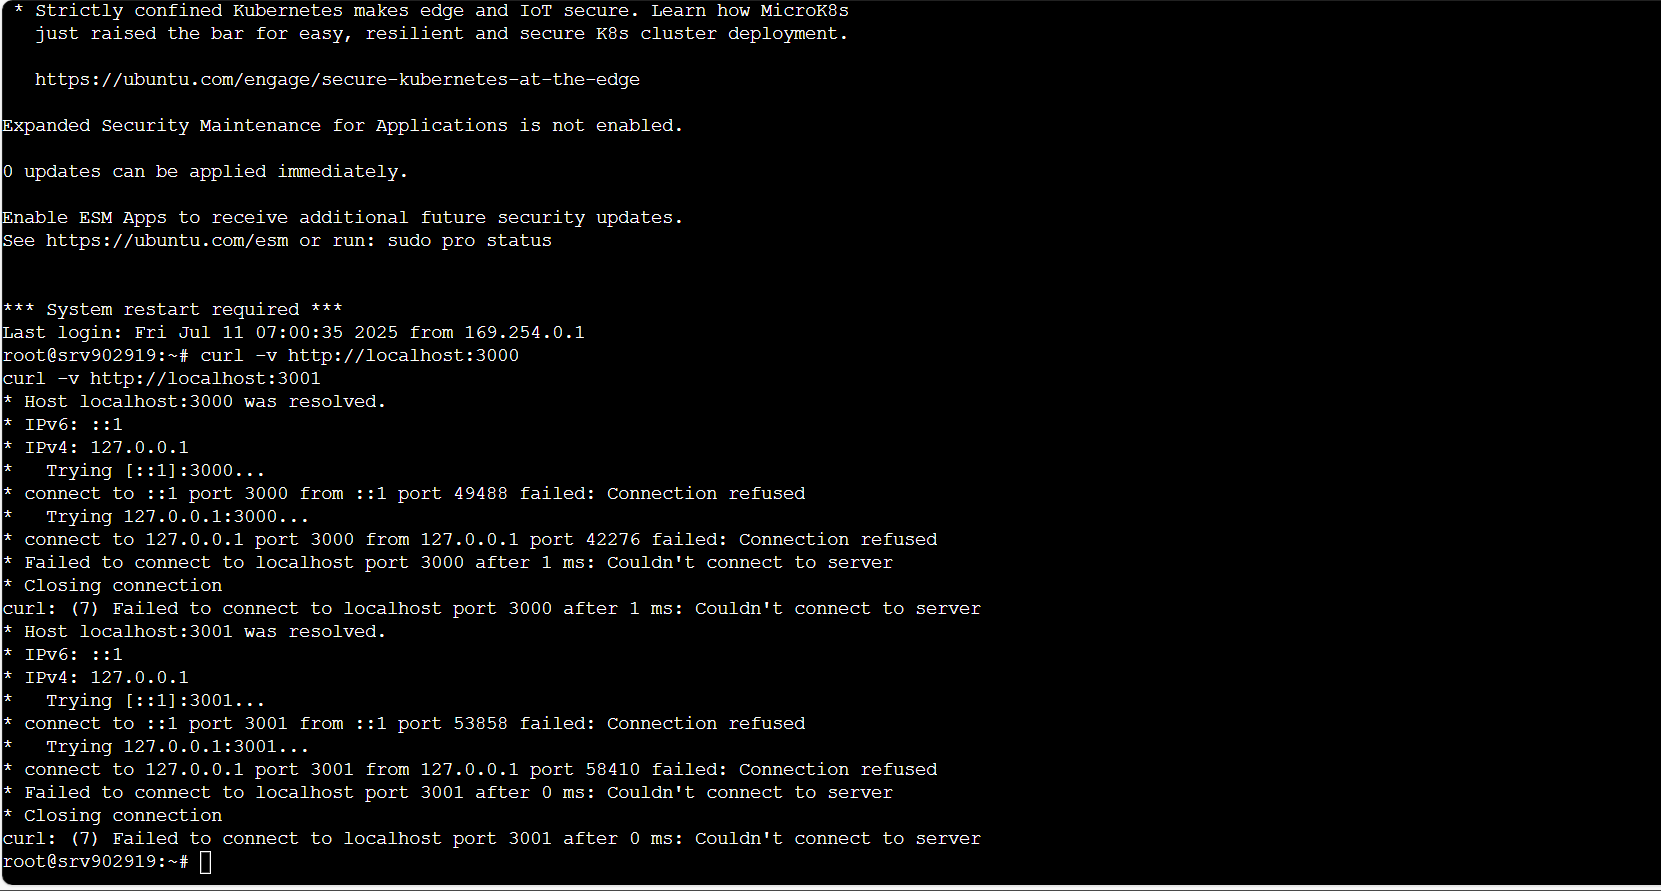 * Strictly confined Kubernetes makes edge and IoT secure. Learn how MicroK8s
just raised the bar for easy, resilient and secure K8s cluster deployment.
https://ubuntu.com/engage/secure-kubernetes-at-the-edge
Expanded Security Maintenance for Applications is not enabled.
0 updates can be applied immediately.
Enable ESM Apps to receive additional future security updates.
See https://ubuntu.com/esm or run: sudo pro status
*** System restart required ***
Last login: Fri Jul 11 07:00:35 2025 from 169.254.0.1
root@srv902919:~# curl -v http://localhost:3000
curl -v http://localhost:3001
* Host localhost:3000 was resolved.
* IPv6: ::1
* IPv4: 127.0.0.1
*   Trying [::1]:3000...
* connect to ::1 port 3000 from ::1 port 49488 failed: Connection refused
*   Trying 127.0.0.1:3000...
* connect to 127.0.0.1 port 3000 from 127.0.0.1 port 42276 failed: Connection refused
* Failed to connect to localhost port 3000 after 1 ms: Couldn't connect to server
* Closing connection
curl: (7) Failed to connect to localhost port 3000 after 1 ms: Couldn't connect to server
* Host localhost:3001 was resolved.
* IPv6: ::1
* IPv4: 127.0.0.1
*   Trying [::1]:3001...
* connect to ::1 port 3001 from ::1 port 53858 failed: Connection refused
*   Trying 127.0.0.1:3001...
* connect to 127.0.0.1 port 3001 from 127.0.0.1 port 58410 failed: Connection refused
* Failed to connect to localhost port 3001 after 0 ms: Couldn't connect to server
* Closing connection
curl: (7) Failed to connect to localhost port 3001 after 0 ms: Couldn't connect to server
root@srv902919:~#